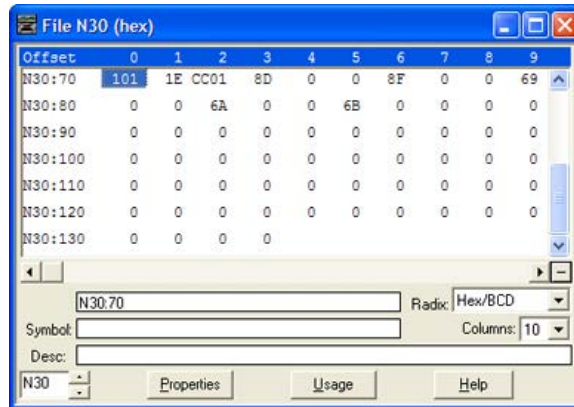 File N30 (hex)
Offset 0 1 2 3 4 5 6 7 8 9
N30:70 101 1E CC01 8D 0 0 8F 0 0 69
N30:80 0 0 6A 0 0 6B 0 0 0 0
N30:90 0 0 0 0 0 0 0 0 0 0
N30:100 0 0 0 0 0 0 0 0 0 0
N30:110 0 0 0 0 0 0 0 0 0 0
N30:120 0 0 0 0 0 0 0 0 0 0
N30:130 0 0 0 0
N30:70 Radix: Hex/BCD
Symbol: Columns: 10
Desc:
N30 Properties Usage Help